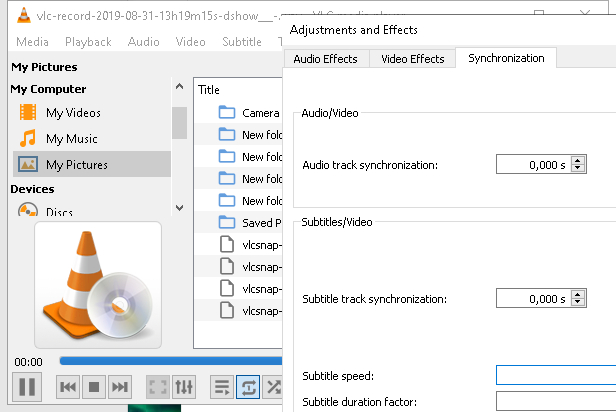 vlc-record-2019-08-31-13h19m15s-dshow__-
Media Playback Audio Video Subtitle
My Pictures
My Computer
My Videos
My Music
My Pictures
Devices
Discs
Title
Camera
New fold
New fold
New fold
New fold
Saved P
vlcsnap-
vlcsnap-
vlcsnap-
vlcsnap-
00:00
Adjustments and Effects
Audio Effects Video Effects Synchronization
Audio/Video
Audio track synchronization: 0,000 s
Subtitles/Video
Subtitle track synchronization: 0,000 s
Subtitle speed:
Subtitle duration factor: